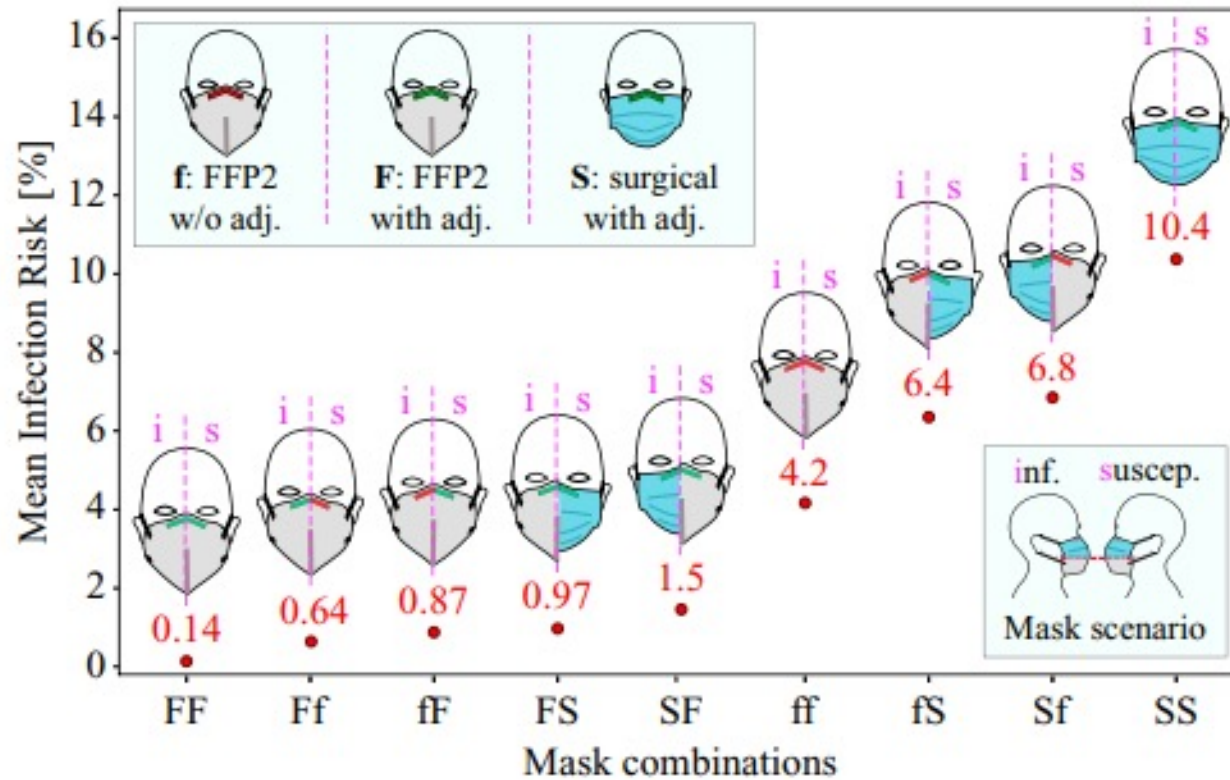 Mean Infection Risk [%]
16
14
12
10
8
6
4
2
0
f: FFP2
w/o adj.
F: FFP2
with adj.
S: surgical
with adj.
i s
0.14
i s
0.64
i s
0.87
i s
0.97
i s
1.5
i s
4.2
i s
6.4
i s
6.8
i s
10.4
inf. suscep.
Mask scenario
FF Ff fF FS SF ff fS Sf SS
Mask combinations